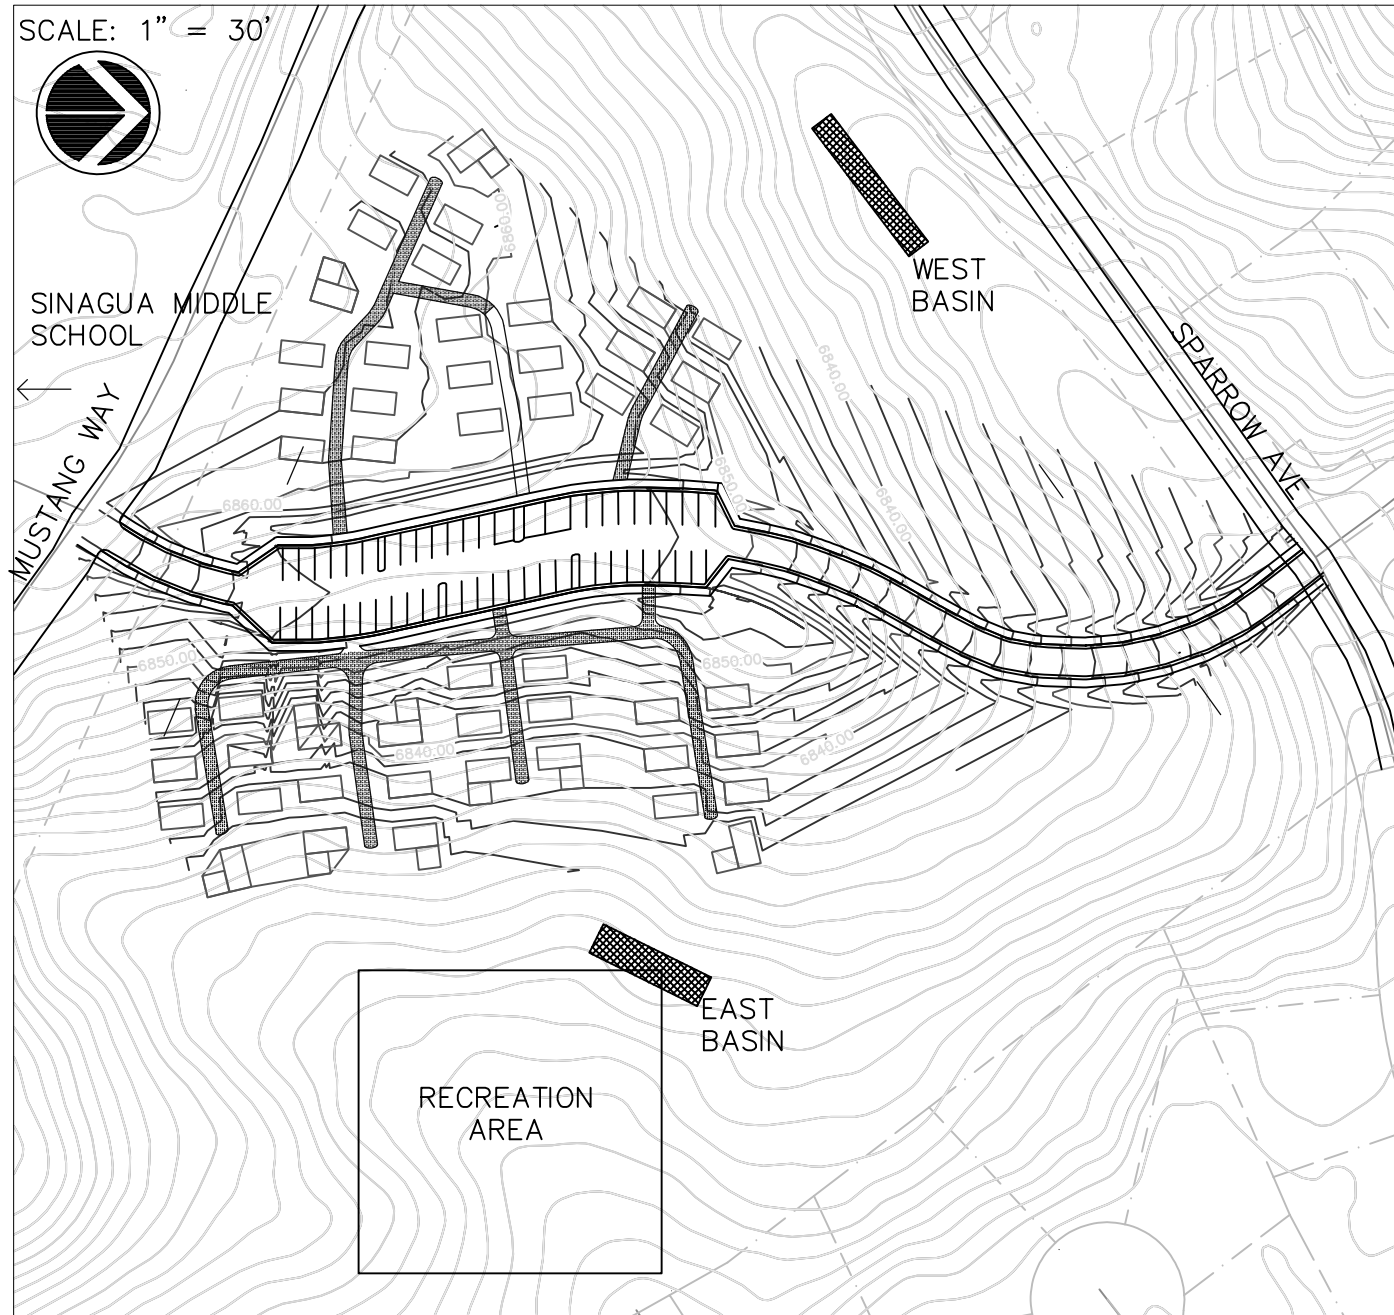 SCALE: 1” = 30’
6860.00
WEST
BASIN
SINAGUA MIDDLE
SCHOOL
SPARROW AVE
6840.00
MUSTANG WAY
6850.00
6840.00
6860.00
6850.00
6850.00
6840.00
6840.00
EAST
BASIN
RECREATION
AREA